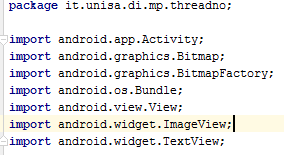 package it.unisa.di.mp.threadno;
import android.app.Activity;
import android.graphics.Bitmap;
import android.graphics.BitmapFactory;
import android.os.Bundle;
import android.view.View;
import android.widget.ImageView;
import android.widget.TextView;